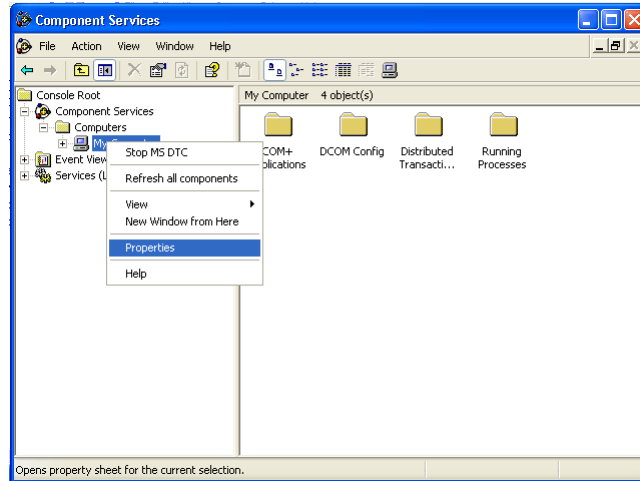 Component Services
File Action View Window Help
Console Root
My Computer 4 object(s)
Component Services
Computers
My
Event View
Services (L
Stop MS DTC
Refresh all components
View
New Window from Here
Properties
Help
COM+
plications
DCOM Config
Distributed
Transacti...
Running
Processes
Opens property sheet for the current selection.